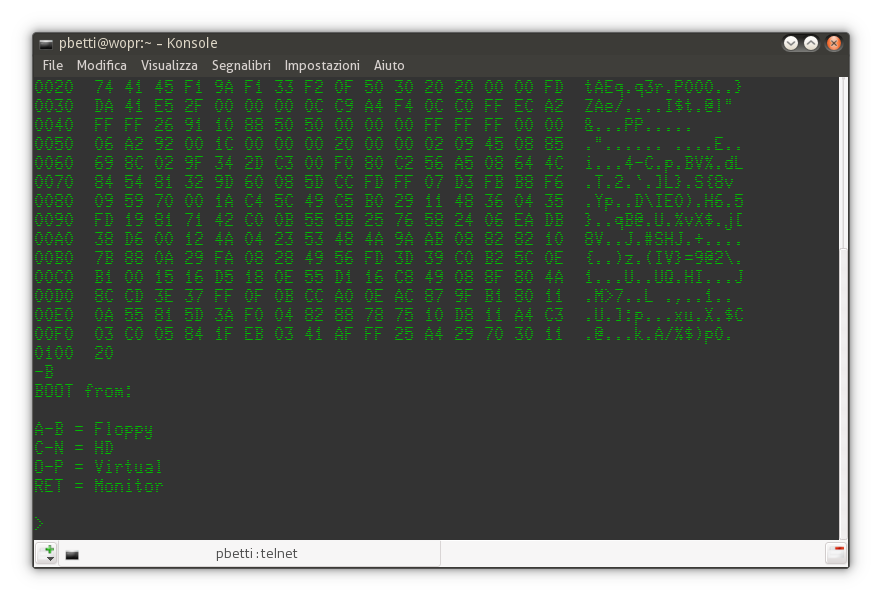 pbetti@wopr:~ – Konsole
File Modifica Visualizza Segnalibri Impostazioni Aiuto
0020 74 41 45 F1 9A F1 33 F2 0F 50 30 20 20 00 00 FD tAEq.q3r.P000..}
0030 DA 41 E5 2F 00 00 00 0C C9 A4 F4 0C C0 FF EC A2 ZAe/....I$t.@l"
0040 FF FF 26 91 10 88 50 50 00 00 00 FF FF FF 00 00 &...PP.....
0050 06 A2 92 00 1C 00 00 00 00 20 00 00 02 09 45 08 85 ."...... ....E..
0060 69 8C 02 9F 34 2D C3 00 F0 80 C2 56 A5 08 64 4C i...4-C.p.BV%.dL
0070 84 54 81 32 9D 60 08 5D CC FD FF 07 D3 FB B8 F6 .T.2.`.]L}.S{8v
0080 09 59 70 00 1A C4 5C 49 C5 B0 29 11 48 36 04 35 .Yp..D\IE0).H6.5
0090 FD 19 81 71 42 C0 0B 55 8B 25 76 58 24 06 EA DB }..qB@.U.%vX$.j[
00A0 38 D6 00 12 4A 04 23 53 48 4A 9A AB 08 82 82 10 8V..J.#SHJ.+....
00B0 7B 88 0A 29 FA 08 28 49 56 FD 3D 39 C0 B2 5C 0E {..)z.(IV}=9@2\.
00C0 B1 00 15 16 D5 18 0E 55 D1 16 C8 49 08 8F 80 4A 1...U..UQ.HI...J
00D0 8C CD 3E 37 FF 0F 0B CC A0 0E AC 87 9F B1 80 11 .M>7..L .,..1..
00E0 0A 55 81 5D 3A F0 04 82 88 78 75 10 D8 11 A4 C3 .U.]:p...xu.X.$C
00F0 03 C0 05 84 1F EB 03 41 AF FF 25 A4 29 70 30 11 .@...k.A/%$)p0.
0100 20
-B
BOOT from:
A-B = Floppy
C-N = HD
O-P = Virtual
RET = Monitor
>
pbetti : telnet